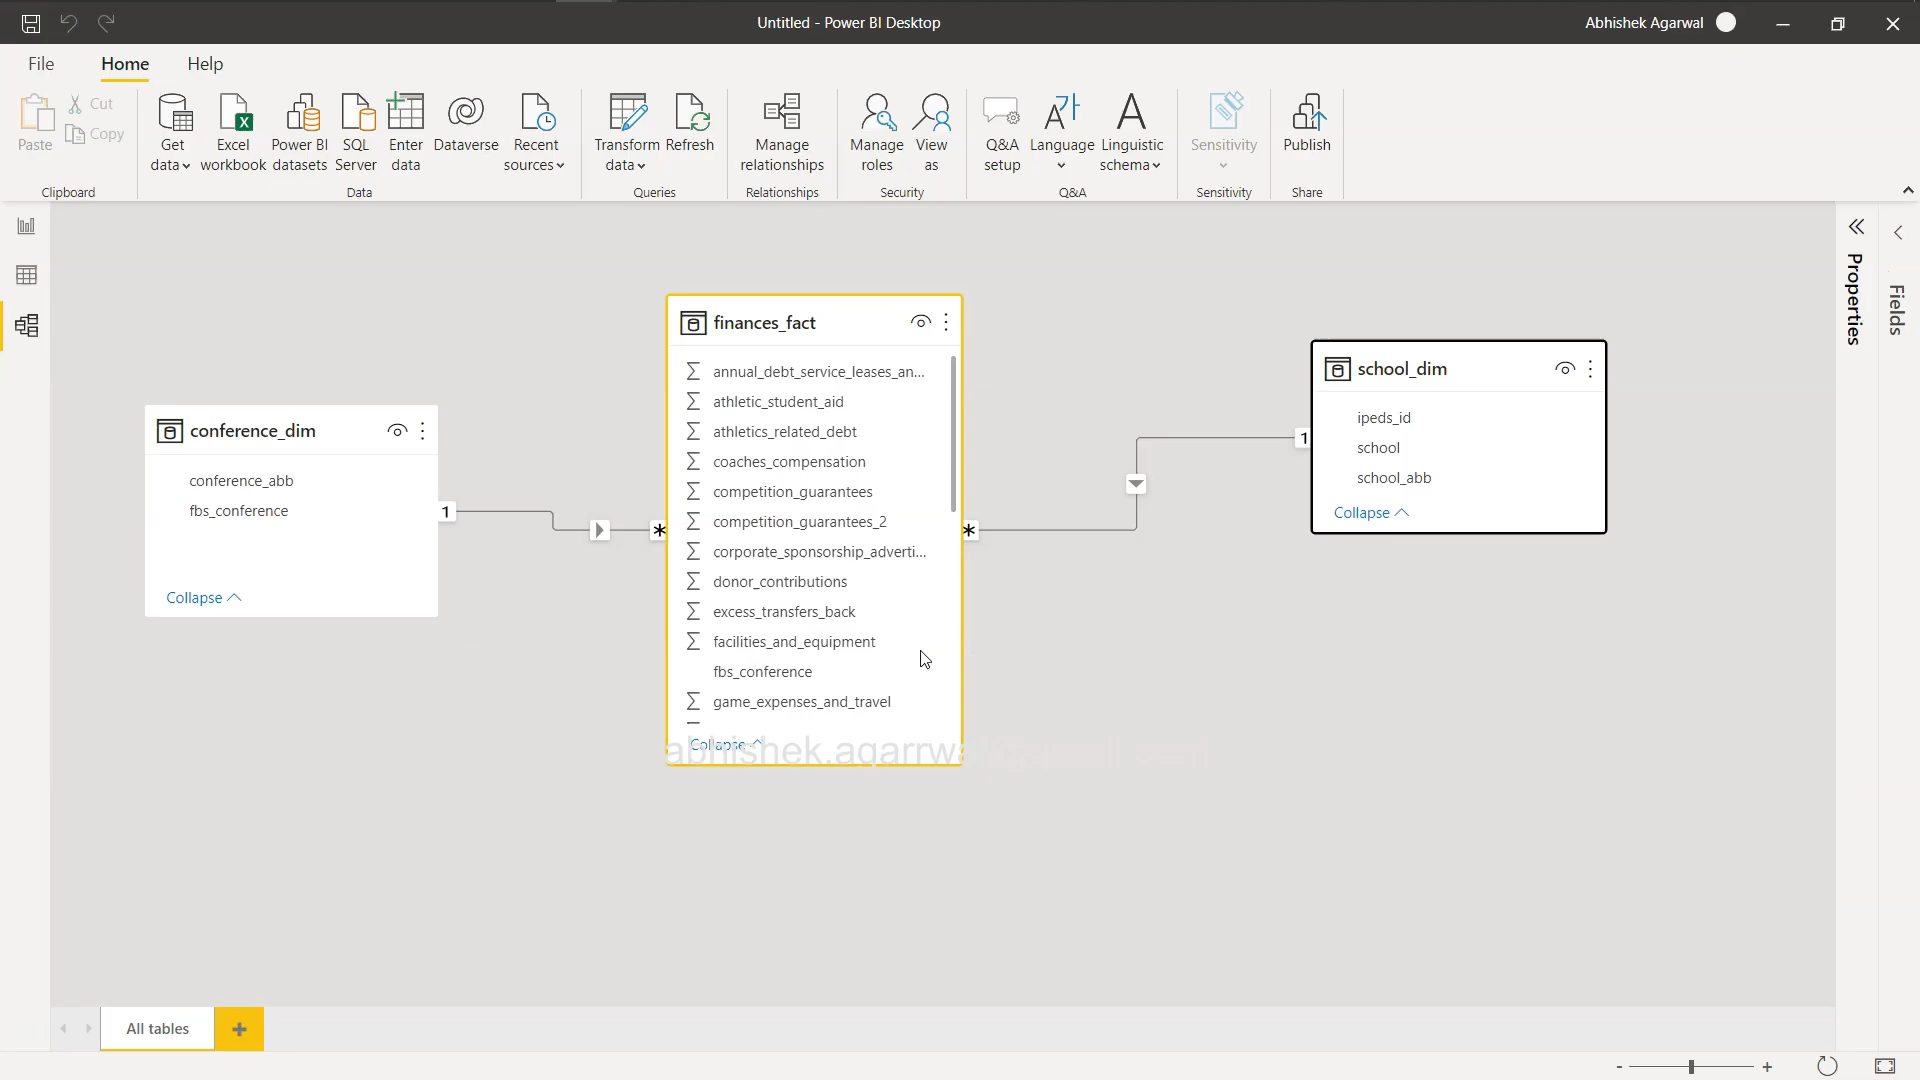 Untitled - Power BI Desktop
Abhishek Agarwal
File
Home
Help
Paste
Cut
Copy
Clipboard
Get data
Excel workbook
Power BI datasets
SQL Server
Enter data
Dataverse
Recent sources
Data
Transform data
Refresh
Queries
Manage relationships
Relationships
Manage roles
View as
Security
Q&A setup
Language
Linguistic schema
Q&A
Sensitivity
Sensitivity
Publish
Share
Properties
Fields
conference_dim
conference_abb
fbs_conference
Collapse
1
*
finances_fact
annual_debt_service_leases_an...
athletic_student_aid
athletics_related_debt
coaches_compensation
competition_guarantees
competition_guarantees_2
corporate_sponsorship_adverti...
donor_contributions
excess_transfers_back
facilities_and_equipment
fbs_conference
game_expenses_and_travel
Collapse
*
1
school_dim
ipeds_id
school
school_abb
Collapse
All tables
+
-
+